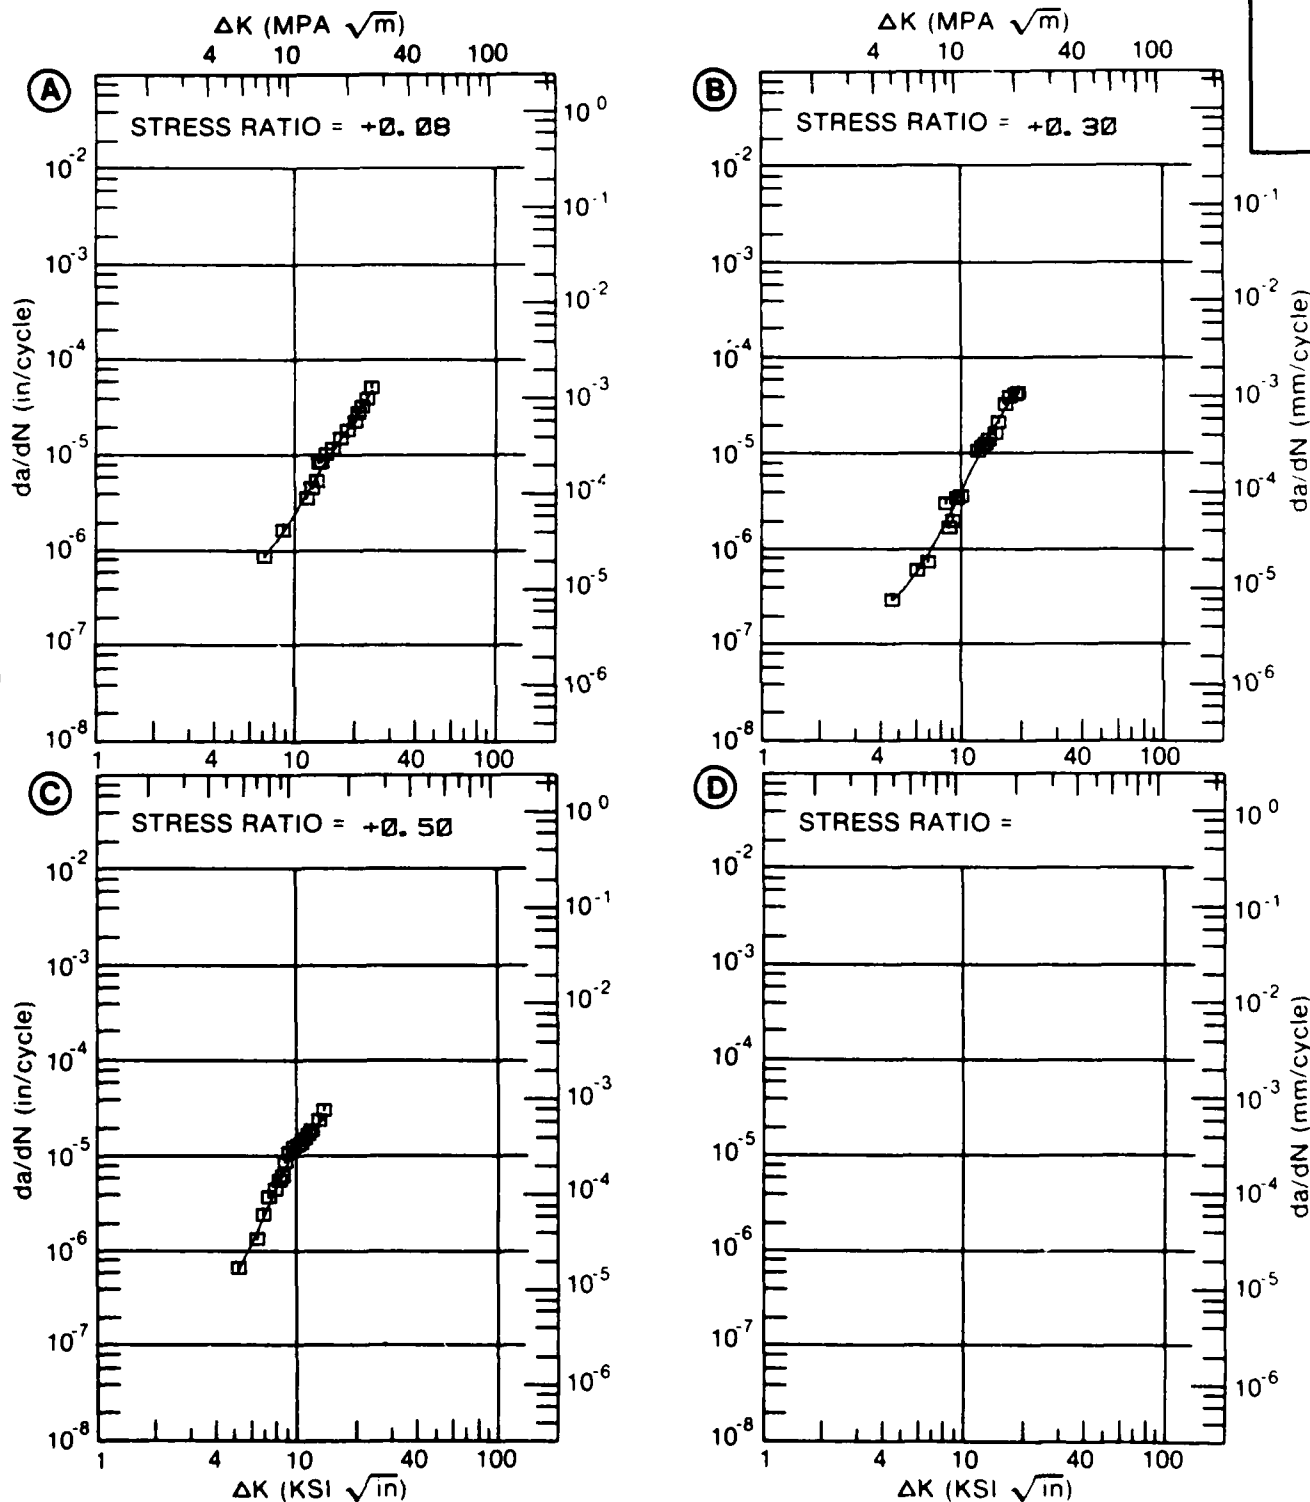 ΔK (MPA √m) ΔK (MPA √m)
4 10 40 100 4 10 40 100
A B
STRESS RATIO = +0.08 STRESS RATIO = +0.30
10^0
10^-2 10^-2
10^-1 10^-1
10^-3 10^-3
10^-2 10^-2
10^-4 10^-4
10^-3 10^-3
10^-5 10^-5
10^-4 10^-4
10^-6 10^-6
10^-5 10^-5
10^-7 10^-7
10^-6 10^-6
10^-8 10^-8
da/dN (in/cycle) da/dN (mm/cycle)
1 4 10 40 100 1 4 10 40 100
C D
STRESS RATIO = +0.50 STRESS RATIO =
10^0 10^0
10^-2 10^-2
10^-1 10^-1
10^-3 10^-3
10^-2 10^-2
10^-4 10^-4
10^-3 10^-3
10^-5 10^-5
10^-4 10^-4
10^-6 10^-6
10^-5 10^-5
10^-7 10^-7
10^-6 10^-6
10^-8 10^-8
da/dN (in/cycle) da/dN (mm/cycle)
1 4 10 40 100 1 4 10 40 100
ΔK (KSI √in) ΔK (KSI √in)